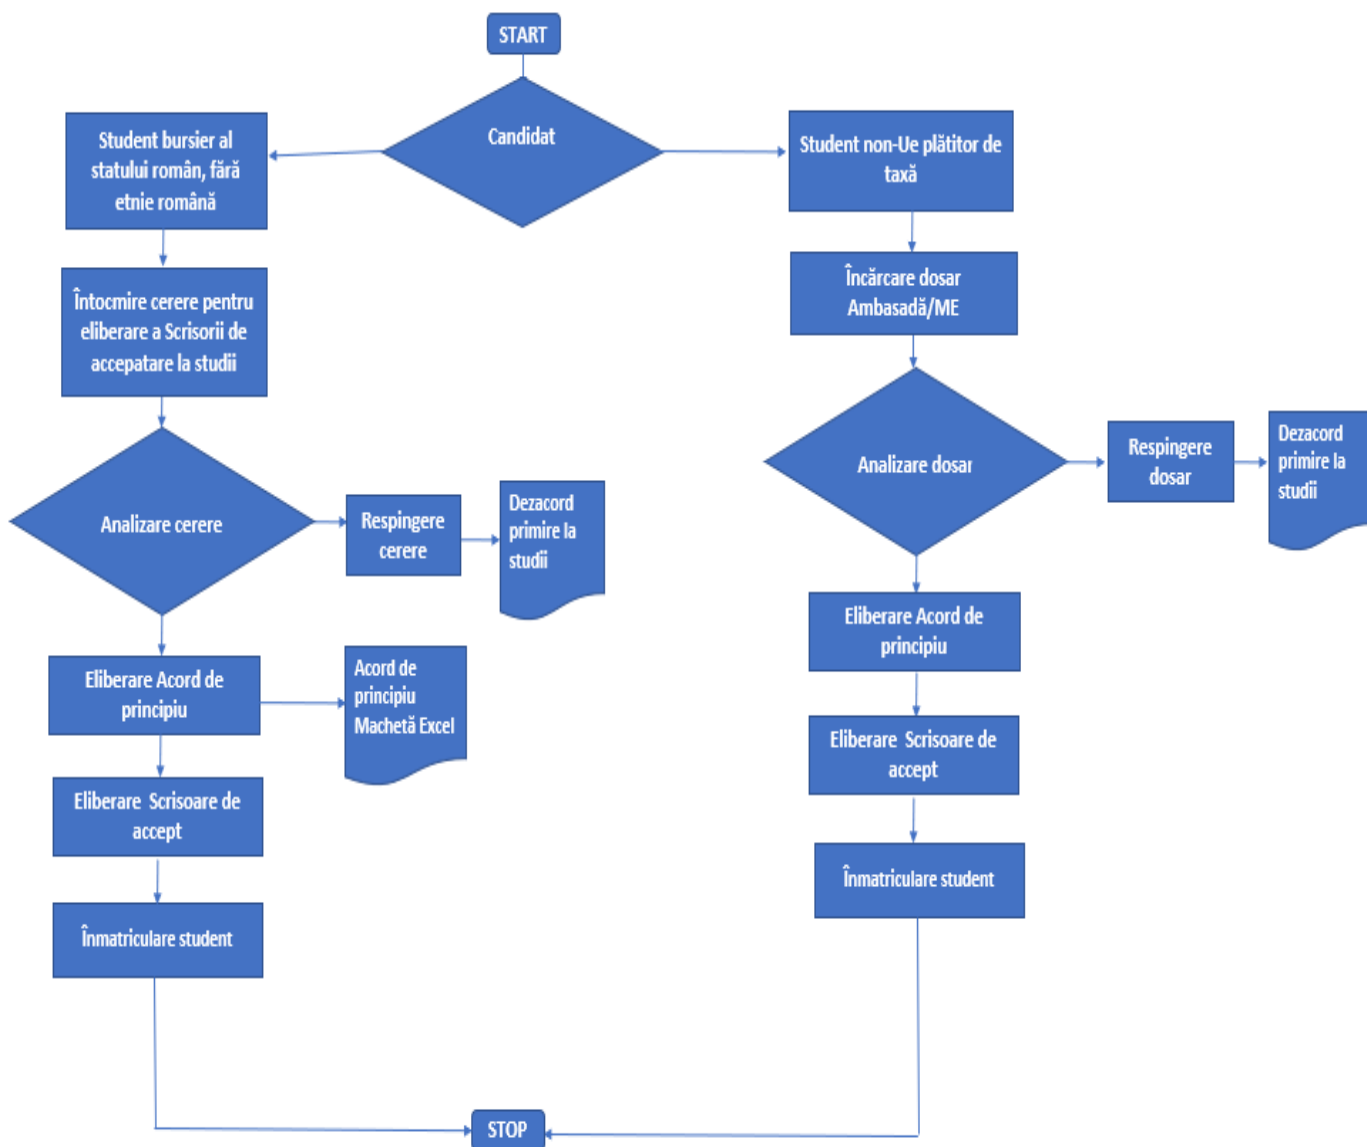 START
Candidat
Student bursier al
statului român, fără
etnie română
Întocmire cerere pentru
eliberare a Scrisorii de
accepatare la studii
Analizare cerere
Respingere
cerere
Dezacord
primire la
studii
Eliberare Acord de
principiu
Acord de
principiu
Machetă Excel
Eliberare Scrisoare de
accept
Înmatriculare student
Student non-Ue plătitor de
taxă
Încărcare dosar
Ambasadă/ME
Analizare dosar
Respingere
dosar
Dezacord
primire la
studii
Eliberare Acord de
principiu
Eliberare Scrisoare de
accept
Înmatriculare student
STOP